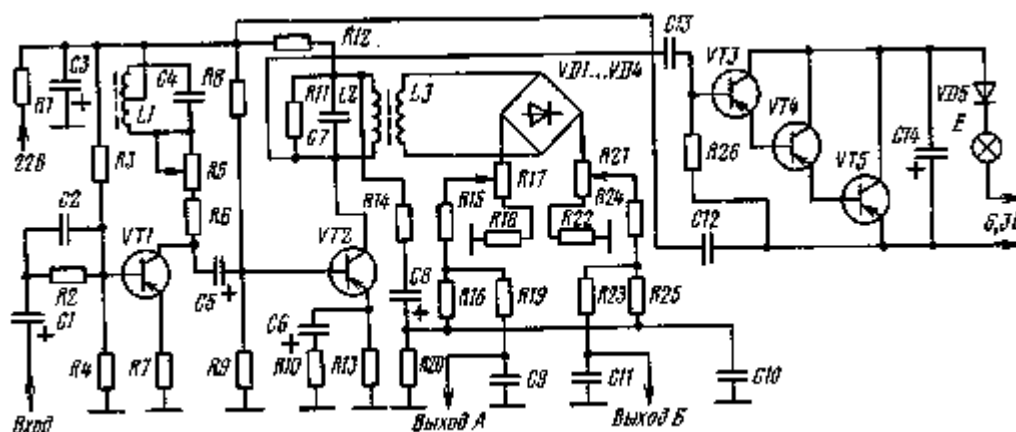 R12
C13
VT3
C3
C4
R8
VD1...VD4
R1
L1
R11
L2
L3
C7
VT4
VD5
E
C14
22В
R3
R5
R17
R21
R26
VT5
C2
R6
R14
R15
R18
R22
R24
C12
6,3В
VT1
VT2
R2
C5
C8
C1
C6
R16
R19
R23
R25
R4
R7
R9
R10
R13
R20
C9
C11
C10
Вход
Выход А
Выход Б